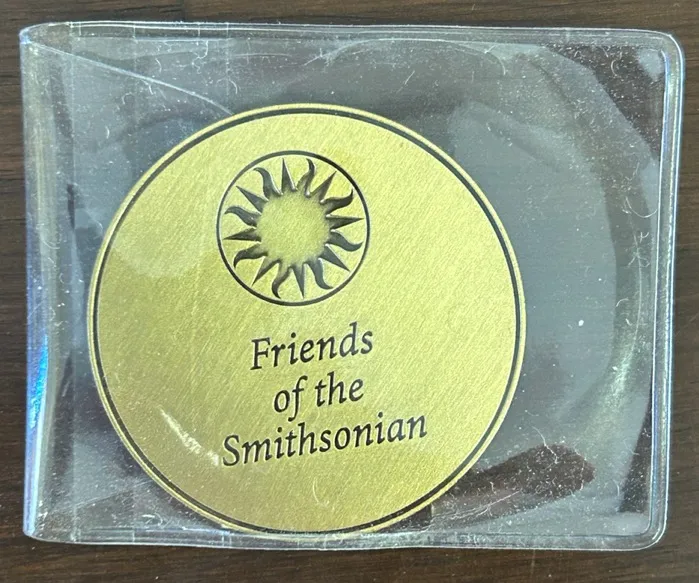 Friends
of the
Smithsonian